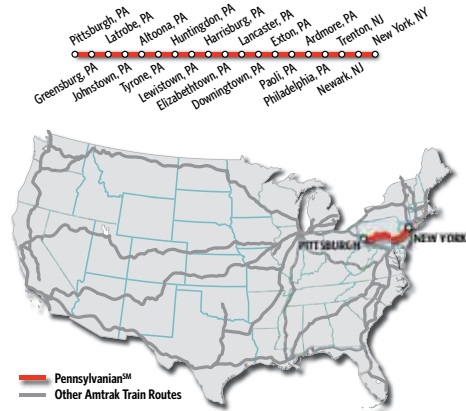 Pittsburgh, PA
Greensburg, PA
Latrobe, PA
Johnstown, PA
Altoona, PA
Tyrone, PA
Huntingdon, PA
Lewistown, PA
Harrisburg, PA
Elizabethtown, PA
Lancaster, PA
Downingtown, PA
Exton, PA
Paoli, PA
Ardmore, PA
Philadelphia, PA
Trenton, NJ
Newark, NJ
New York, NY
PITTSBURGH
NEW YORK
Pennsylvanian℠
Other Amtrak Train Routes